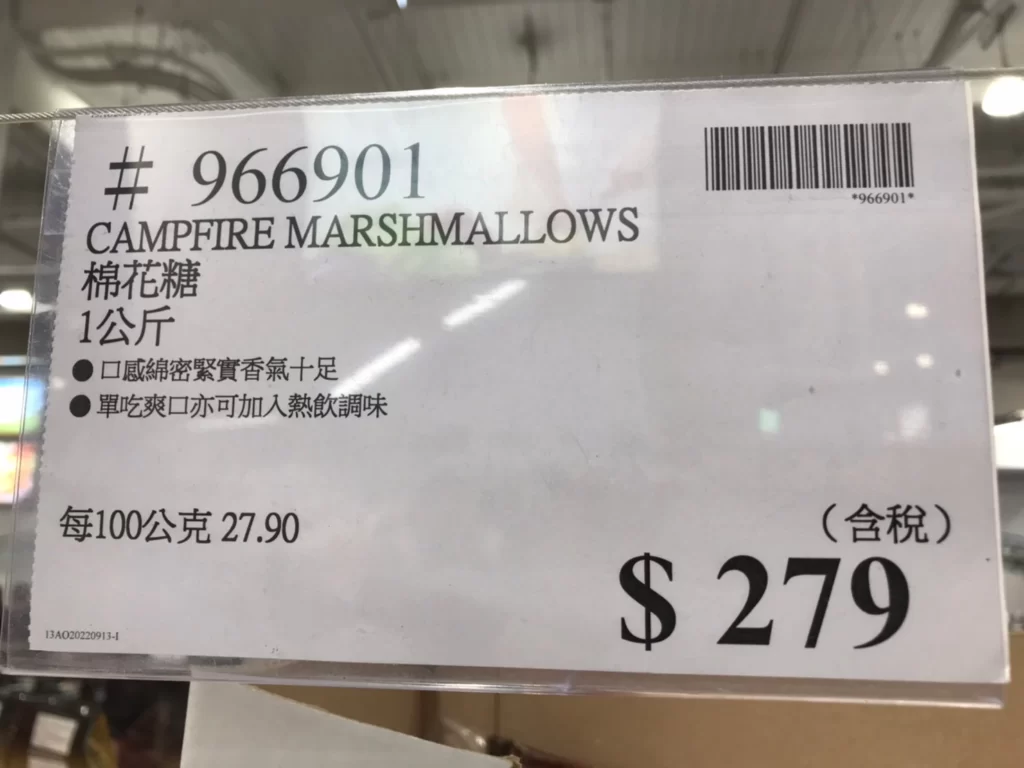 # 966901
*966901*
CAMPFIRE MARSHMALLOWS
棉花糖
1公斤
● 口感綿密緊實香氣十足
● 單吃爽口亦可加入熱飲調味
每100公克 27.90
（含稅）
$ 279
13AO20220913-I